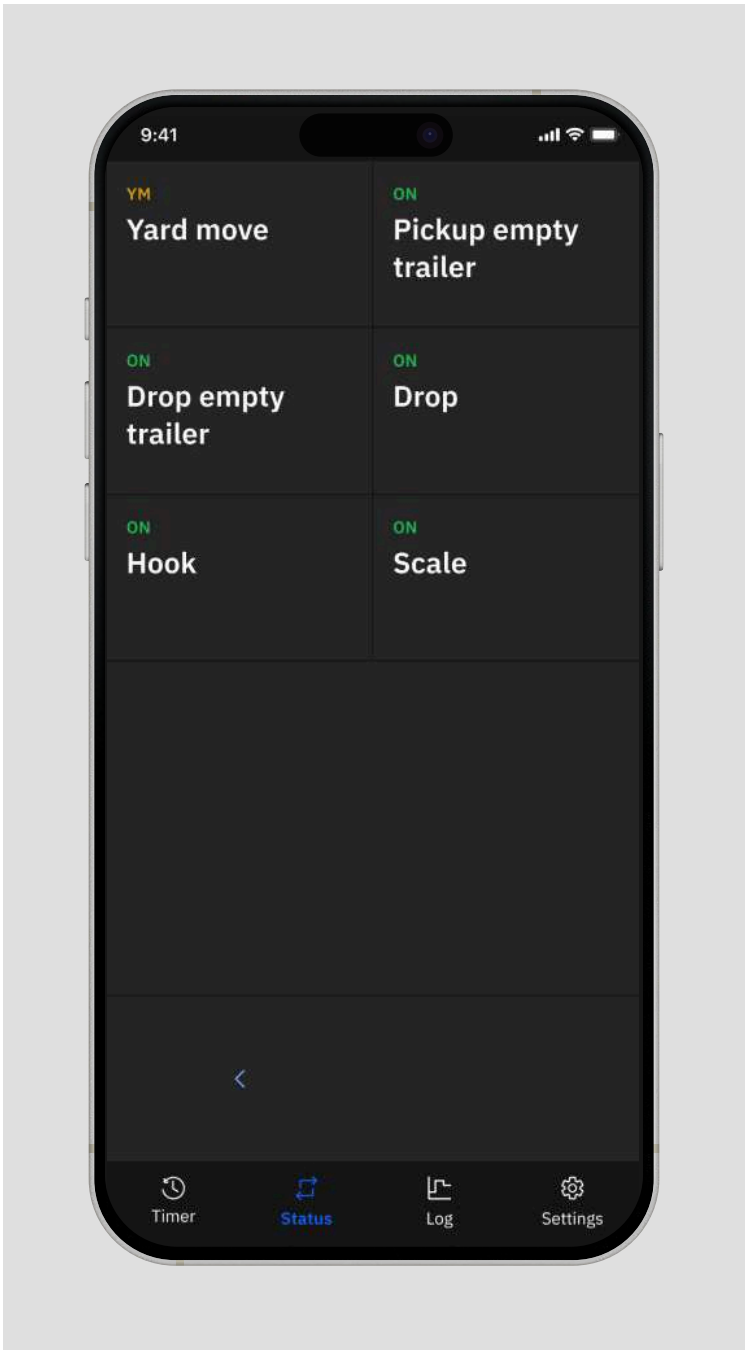 9:41
YM
Yard move
ON
Pickup empty
trailer
ON
Drop empty
trailer
ON
Drop
ON
Hook
ON
Scale
Timer
Status
Log
Settings